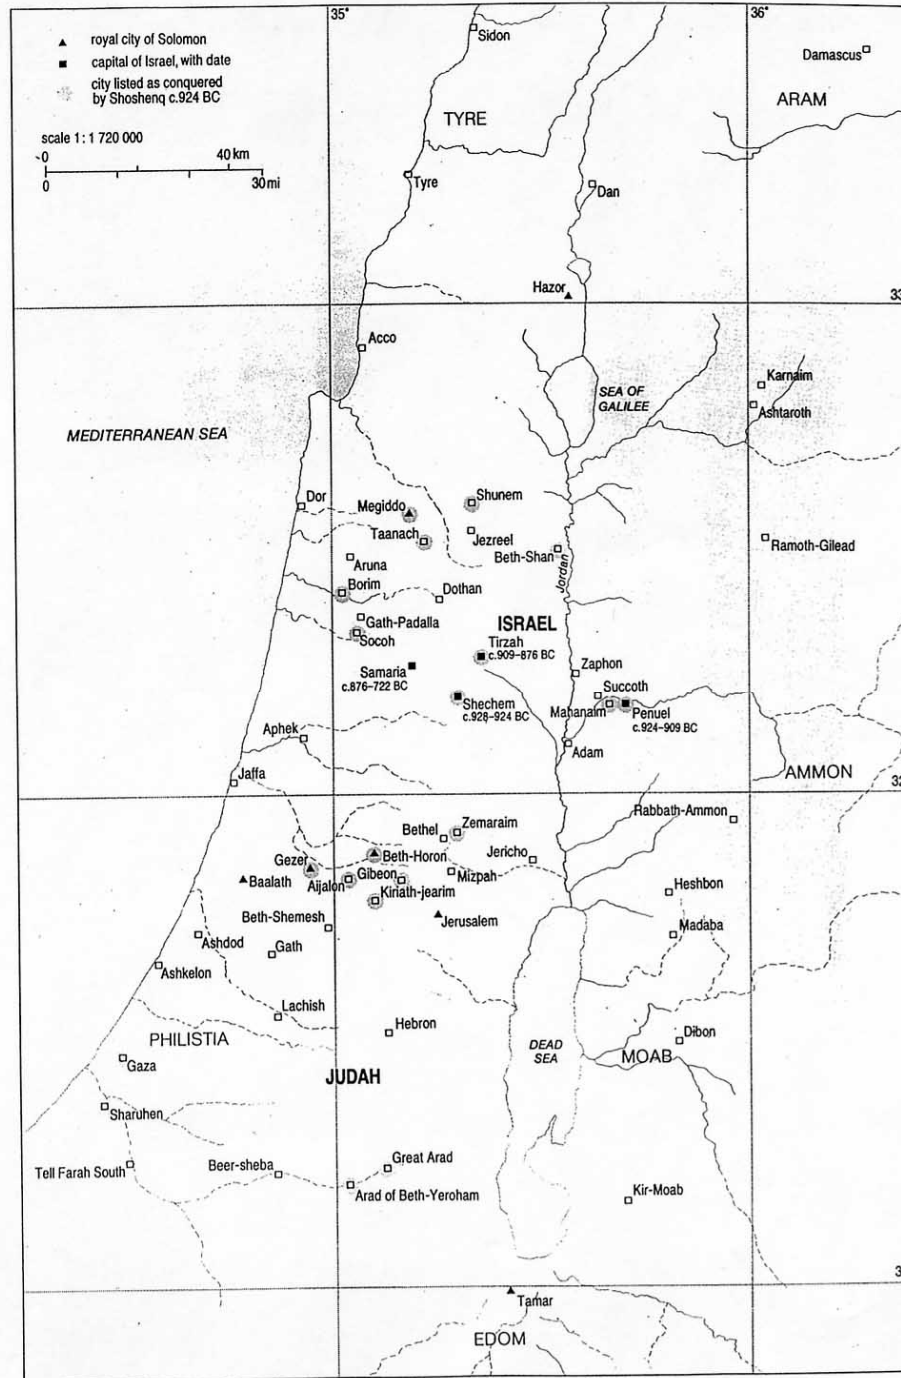 35°
36°
royal city of Solomon
capital of Israel, with date
city listed as conquered
by Shoshenq c.924 BC
scale 1 : 1 720 000
0
40 km
0
30 mi
Sidon
Damascus
ARAM
TYRE
Tyre
Dan
Hazor
33
Acco
SEA OF
GALILEE
Karnaim
Ashtaroth
MEDITERRANEAN SEA
Dor
Megiddo
Shunem
Taanach
Jezreel
Beth-Shan
Ramoth-Gilead
Aruna
Jordan
Borim
Dothan
Gath-Padalla
ISRAEL
Socoh
Tirzah
c.909–876 BC
Samaria
c.876–722 BC
Zaphon
Succoth
Shechem
c.928–924 BC
Mahanaim
Penuel
c.924–909 BC
Aphek
Adam
Jaffa
AMMON
32
Rabbath-Ammon
Bethel
Zemaraim
Gezer
Beth-Horon
Jericho
Baalath
Aijalon
Gibeon
Mizpah
Kiriath-jearim
Heshbon
Jerusalem
Beth-Shemesh
Ashdod
Gath
Madaba
Ashkelon
Lachish
Hebron
PHILISTIA
DEAD
SEA
Dibon
MOAB
Gaza
JUDAH
Sharuhen
Tell Farah South
Beer-sheba
Great Arad
Arad of Beth-Yeroham
Kir-Moab
3
Tamar
EDOM